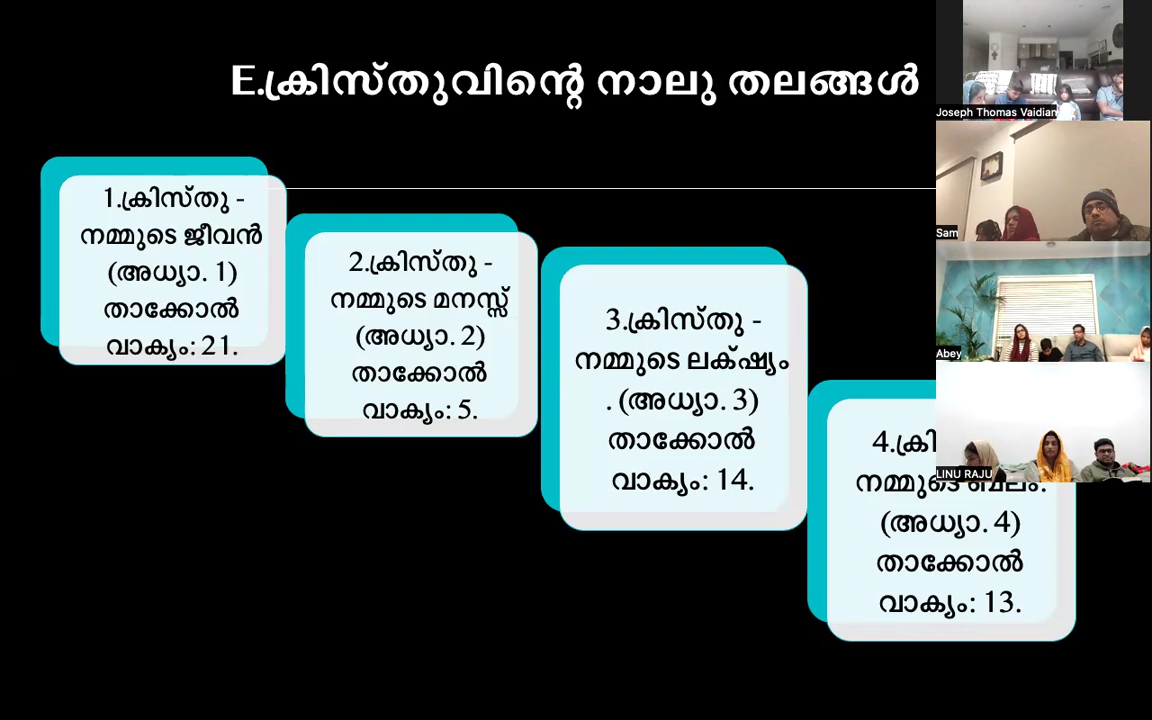 E.ക്രിസ്തുവിന്റെ നാലു തലങ്ങൾ
1.ക്രിസ്തു -
നമ്മുടെ ജീവൻ
(അധ്യാ. 1)
താക്കോൽ
വാക്യം: 21.
2.ക്രിസ്തു -
നമ്മുടെ മനസ്സ്
(അധ്യാ. 2)
താക്കോൽ
വാക്യം: 5.
3.ക്രിസ്തു -
നമ്മുടെ ലക്‌ഷ്യം
. (അധ്യാ. 3)
താക്കോൽ
വാക്യം: 14.
4.ക്രി
നമ്മുടെ
(അധ്യാ. 4)
താക്കോൽ
വാക്യം: 13.
Joseph Thomas Vaidian
Sam
Abey
LINU RAJU